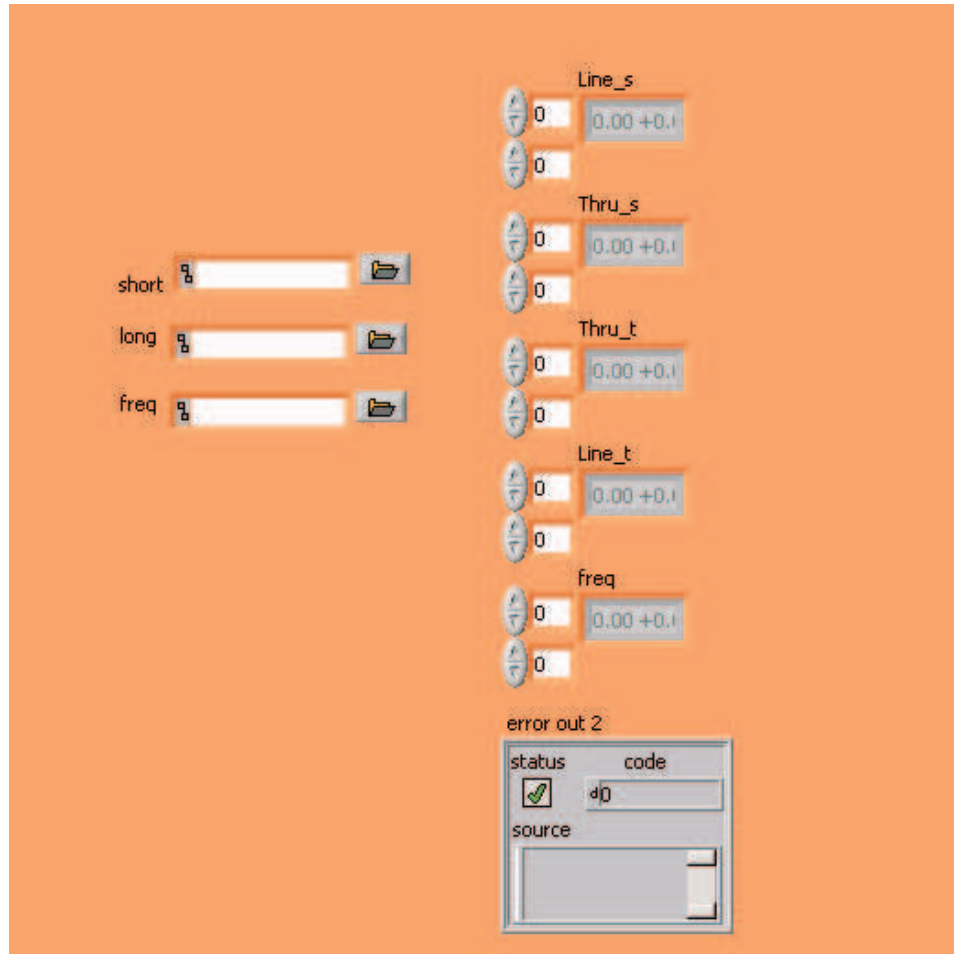 short
long
freq
Line_s
0
0.00 +0.
0
Thru_s
0
0.00 +0.
0
Thru_t
0
0.00 +0.
0
Line_t
0
0.00 +0.
0
freq
0
0.00 +0.
0
error out 2
status
code
d0
source